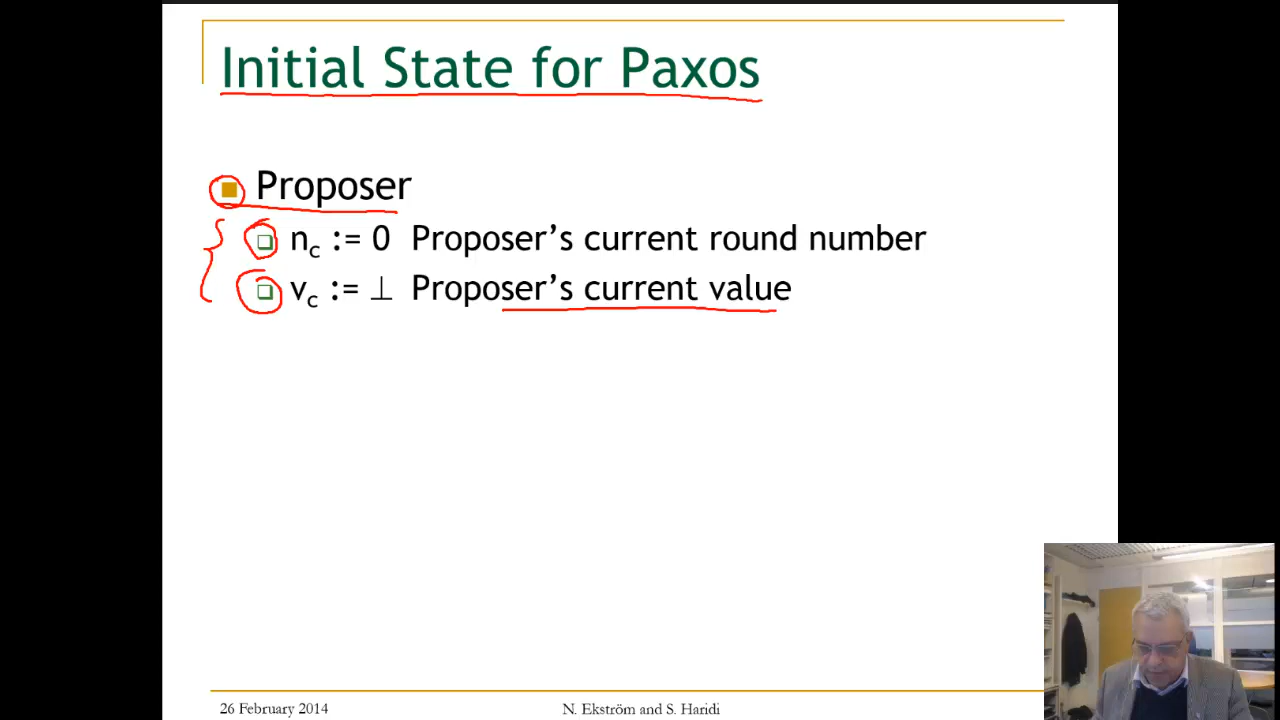 Initial State for Paxos
Proposer
n_c := 0 Proposer’s current round number
v_c := ⊥ Proposer’s current value
26 February 2014
N. Ekström and S. Haridi